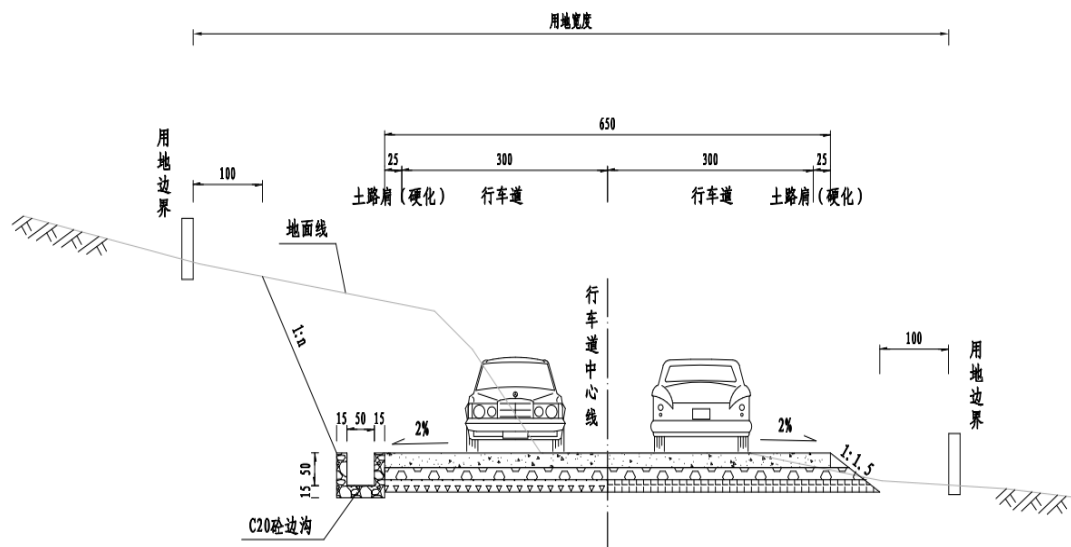 用地宽度
650
用地边界
100
25
300
300
25
土路肩（硬化）
行车道
行车道
土路肩（硬化）
地面线
1:n
行车道中心线
100
用地边界
15
50
15
2%
2%
1:1.5
50
15
C20砼边沟